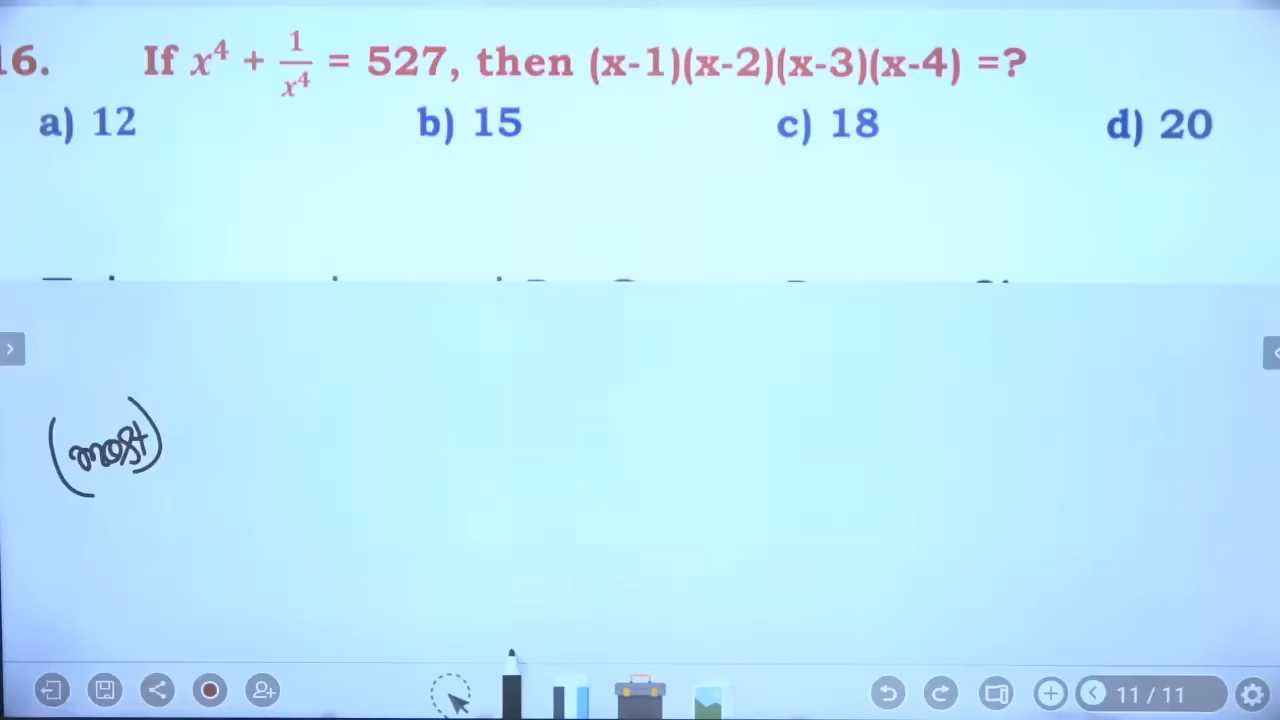 16. If x⁴ + 1/x⁴ = 527, then (x-1)(x-2)(x-3)(x-4) =?
a) 12 b) 15 c) 18 d) 20
(most)
11 / 11